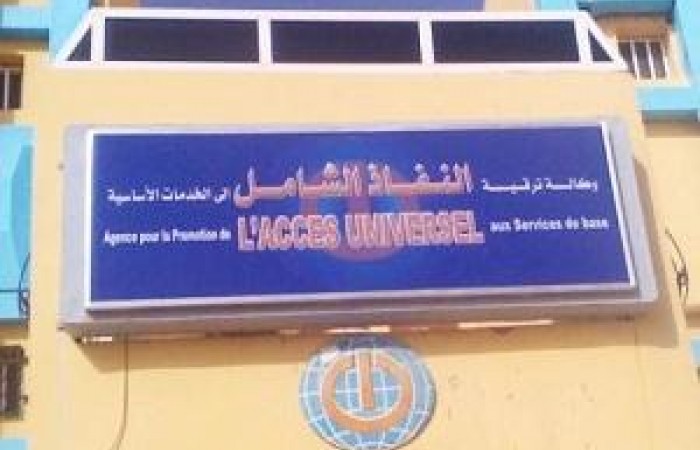 وكالة ترقية النفاذ الشامل الى الخدمات الأساسية
Agence pour la Promotion de L'ACCES UNIVERSEL aux Services de base